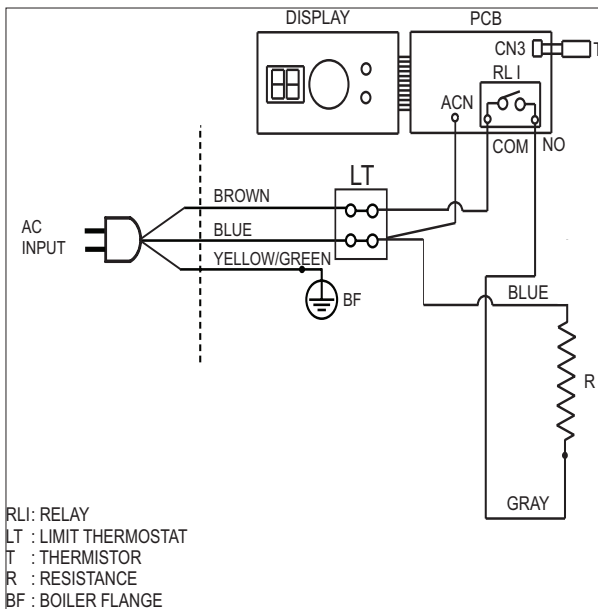 DISPLAY
PCB
CN3
T
RL I
ACN
COM
NO
LT
BROWN
AC
INPUT
BLUE
YELLOW/GREEN
BF
BLUE
R
GRAY
RLI: RELAY
LT : LIMIT THERMOSTAT
T : THERMISTOR
R : RESISTANCE
BF : BOILER FLANGE